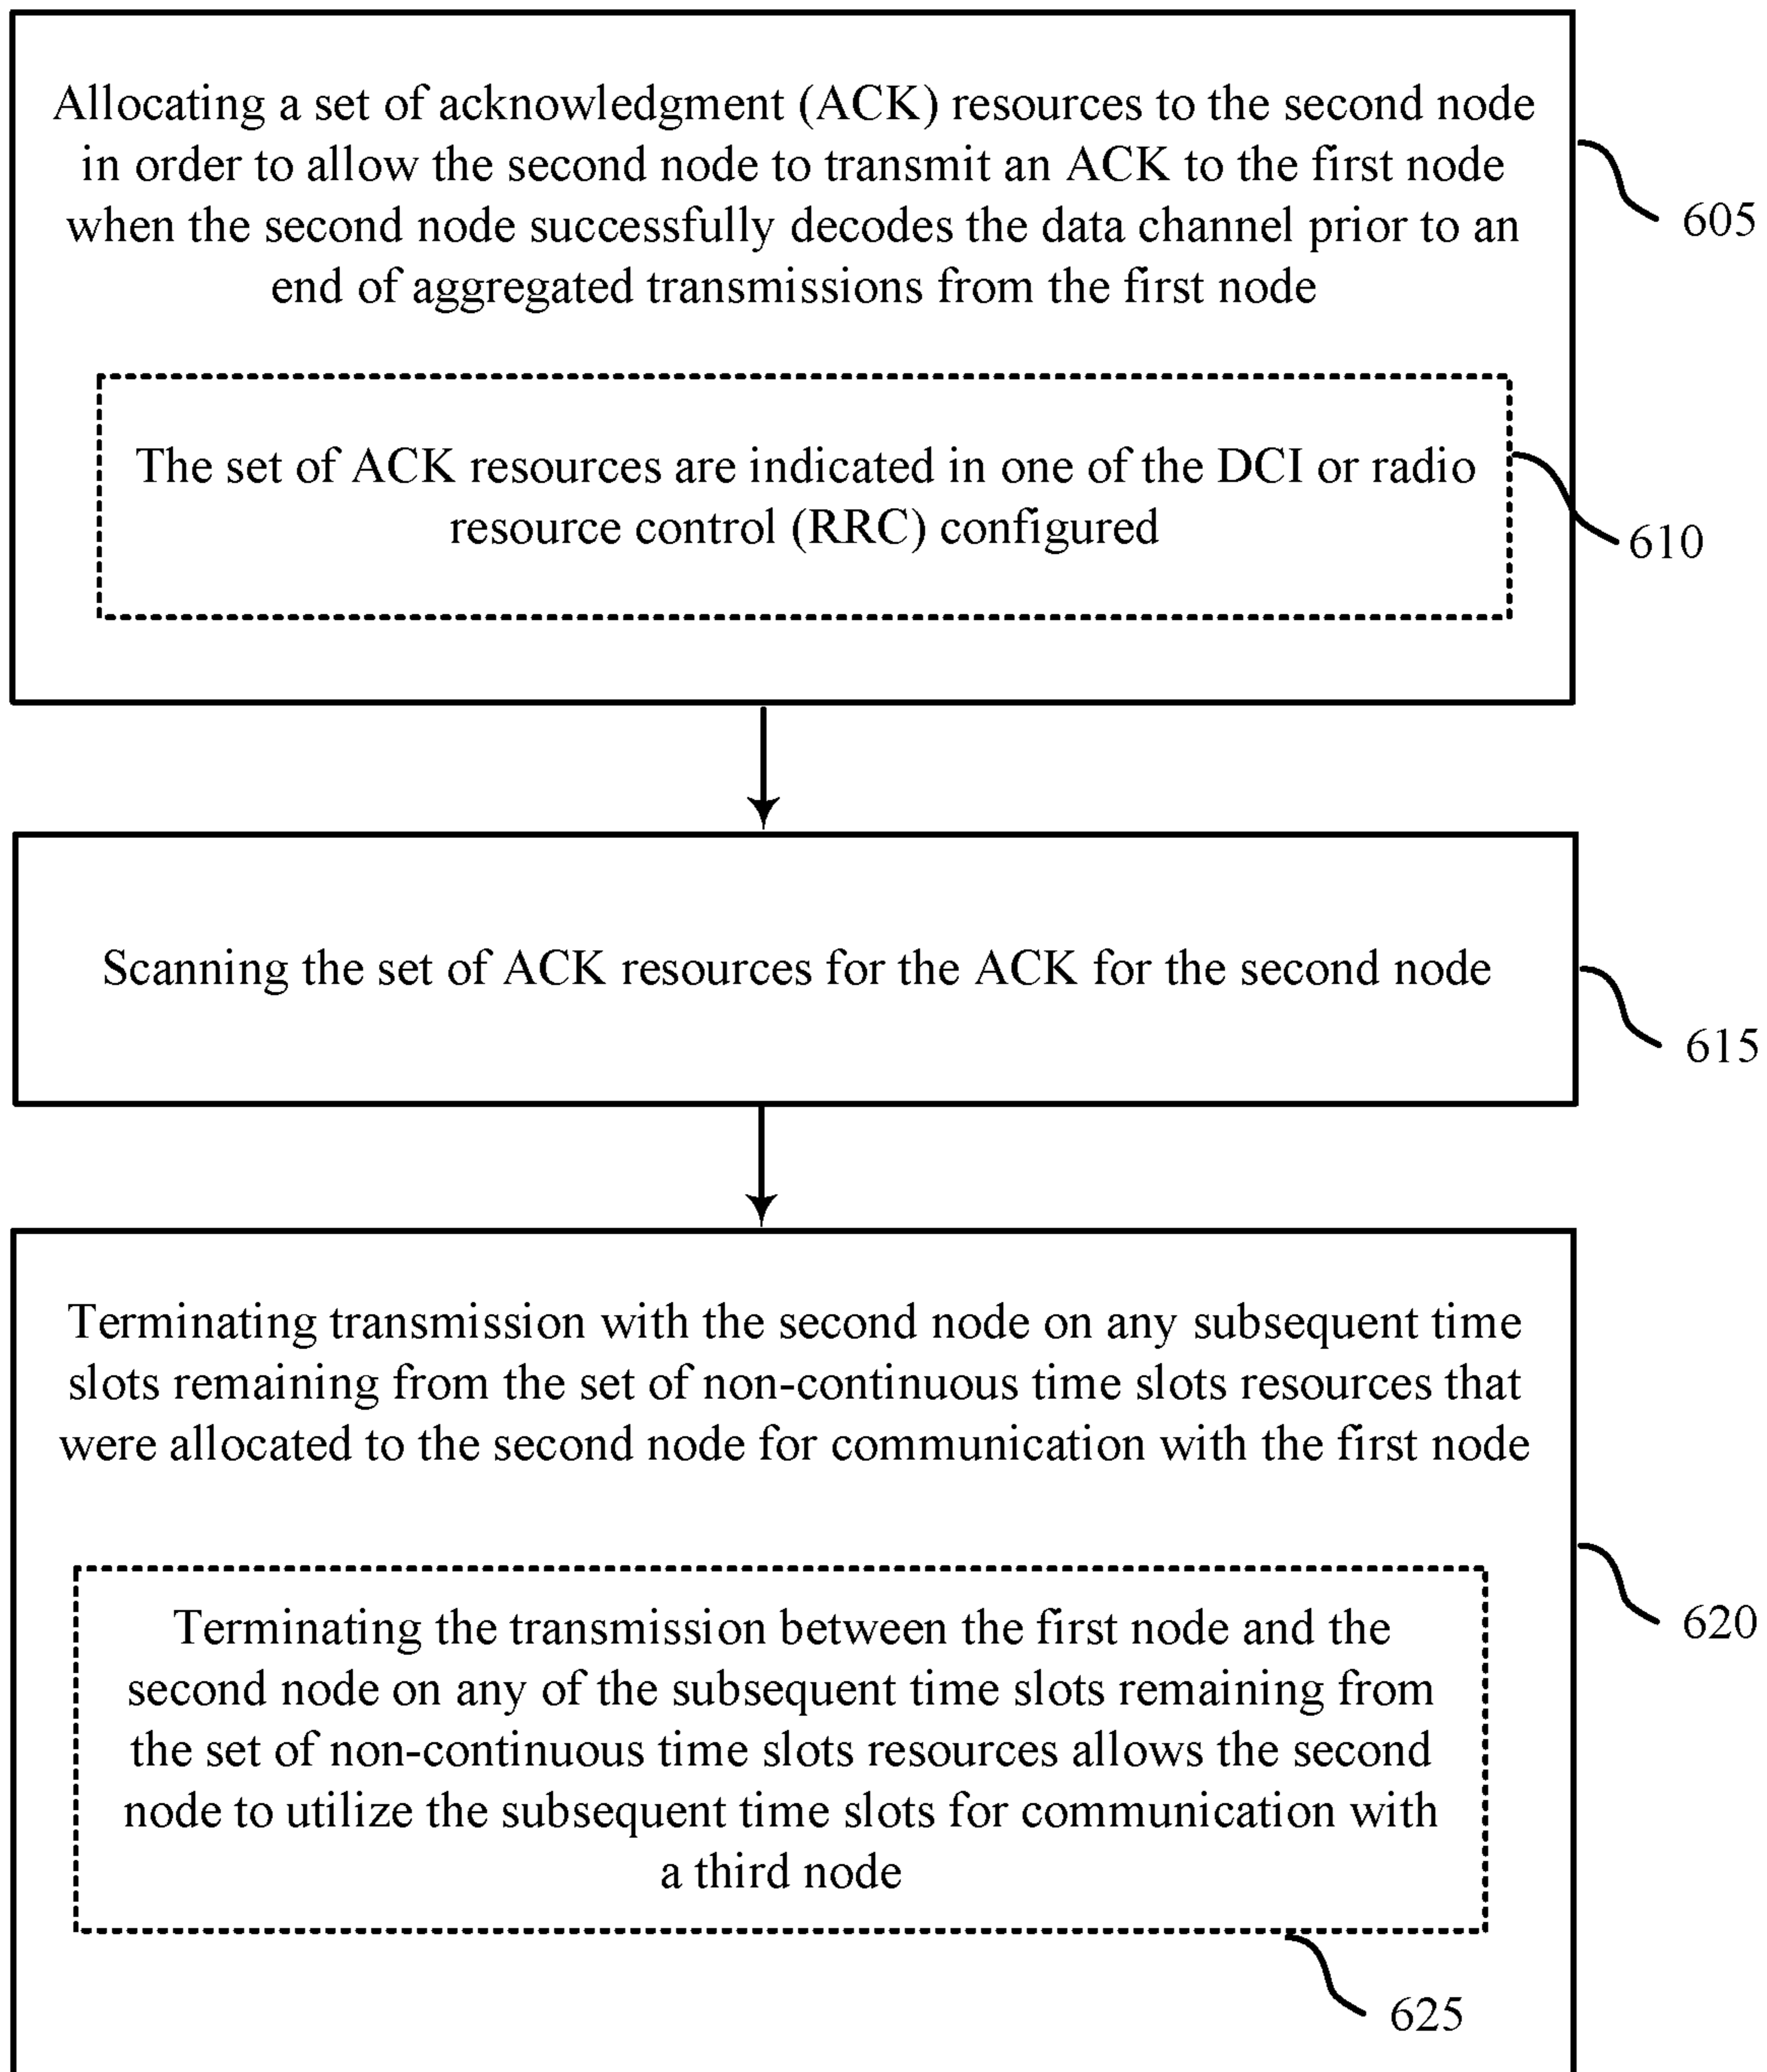 Allocating a set of acknowledgment (ACK) resources to the second node
in order to allow the second node to transmit an ACK to the first node
when the second node successfully decodes the data channel prior to an
end of aggregated transmissions from the first node
605
The set of ACK resources are indicated in one of the DCI or radio
resource control (RRC) configured
610
Scanning the set of ACK resources for the ACK for the second node
615
Terminating transmission with the second node on any subsequent time
slots remaining from the set of non-continuous time slots resources that
were allocated to the second node for communication with the first node
620
Terminating the transmission between the first node and the
second node on any of the subsequent time slots remaining from
the set of non-continuous time slots resources allows the second
node to utilize the subsequent time slots for communication with
a third node
625